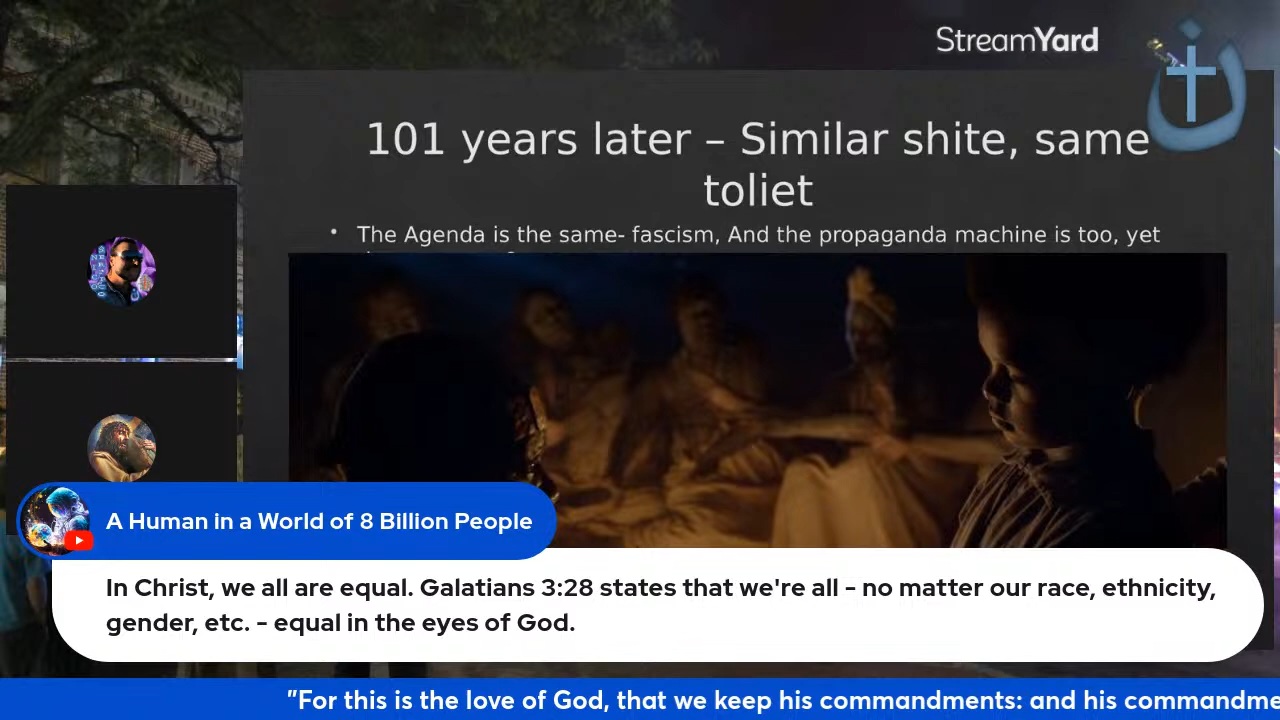 StreamYard
ن
101 years later – Similar shite, same
toliet
• The Agenda is the same- fascism, And the propaganda machine is too, yet
A Human in a World of 8 Billion People
In Christ, we all are equal. Galatians 3:28 states that we're all - no matter our race, ethnicity,
gender, etc. - equal in the eyes of God.
"For this is the love of God, that we keep his commandments: and his commandme